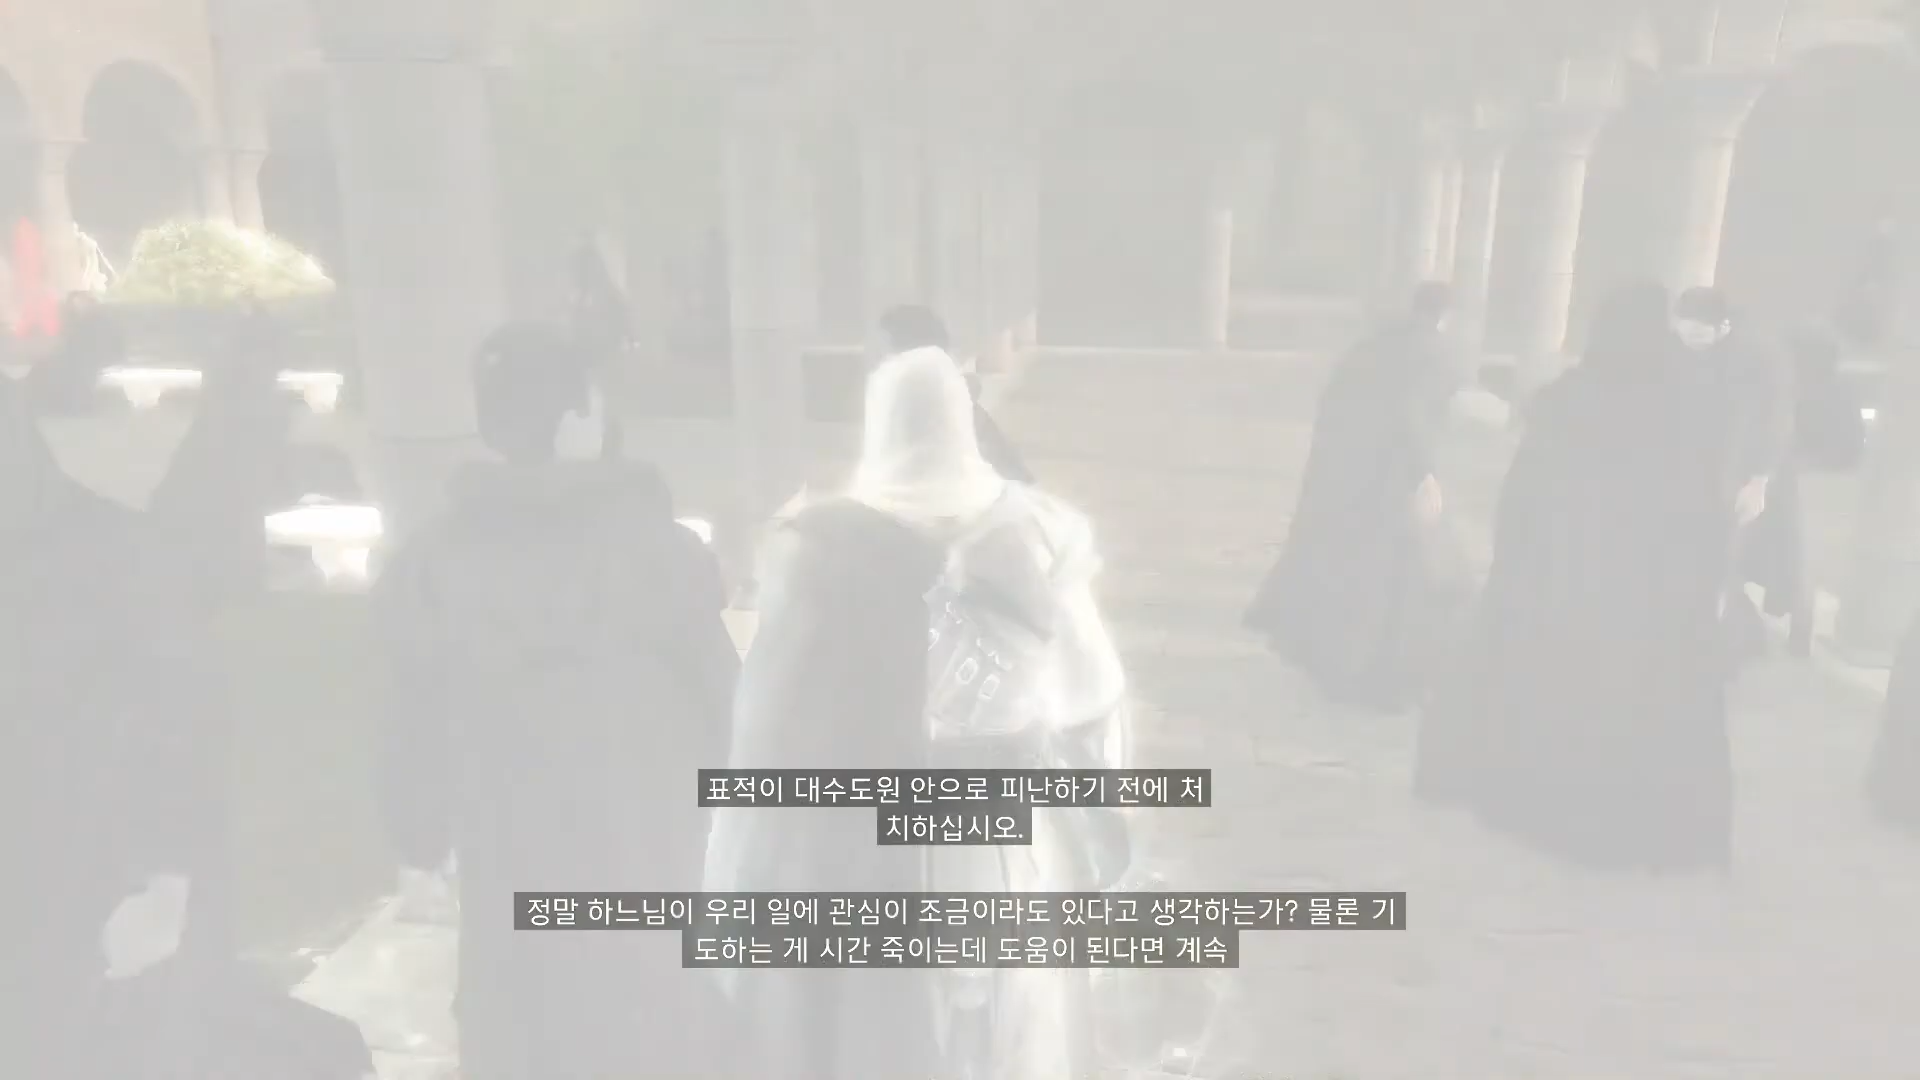 표적이 대수도원 안으로 피난하기 전에 처
치하십시오.
정말 하느님이 우리 일에 관심이 조금이라도 있다고 생각하는가? 물론 기
도하는 게 시간 죽이는데 도움이 된다면 계속